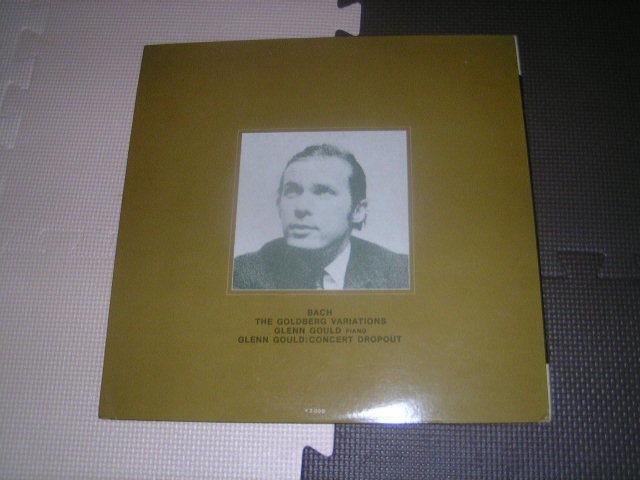 BACH
THE GOLDBERG VARIATIONS
GLENN GOULD PIANO
GLENN GOULD: CONCERT DROPOUT